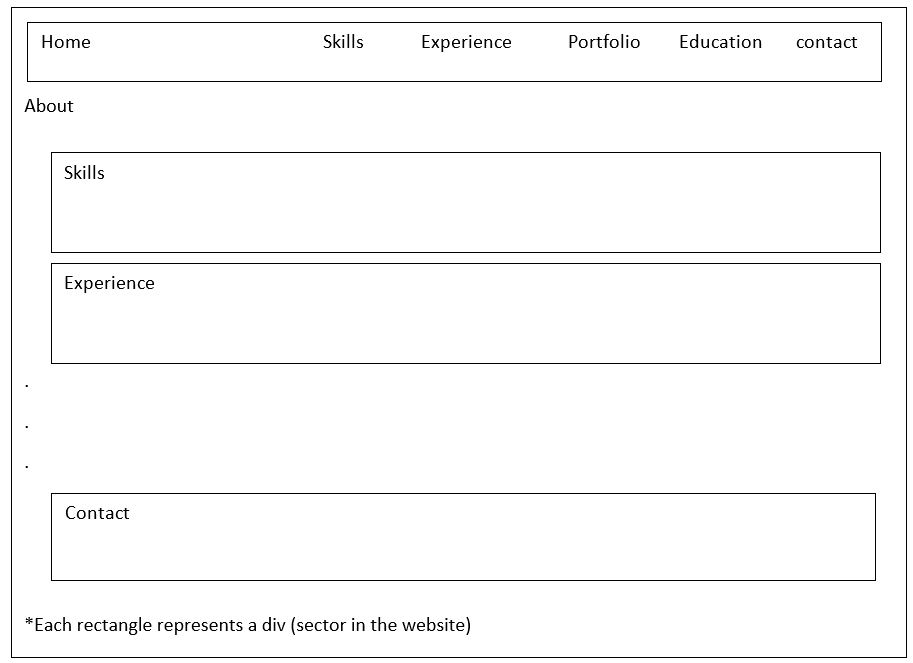 Home Skills Experience Portfolio Education contact
About
Skills
Experience
.
.
.
Contact
*Each rectangle represents a div (sector in the website)